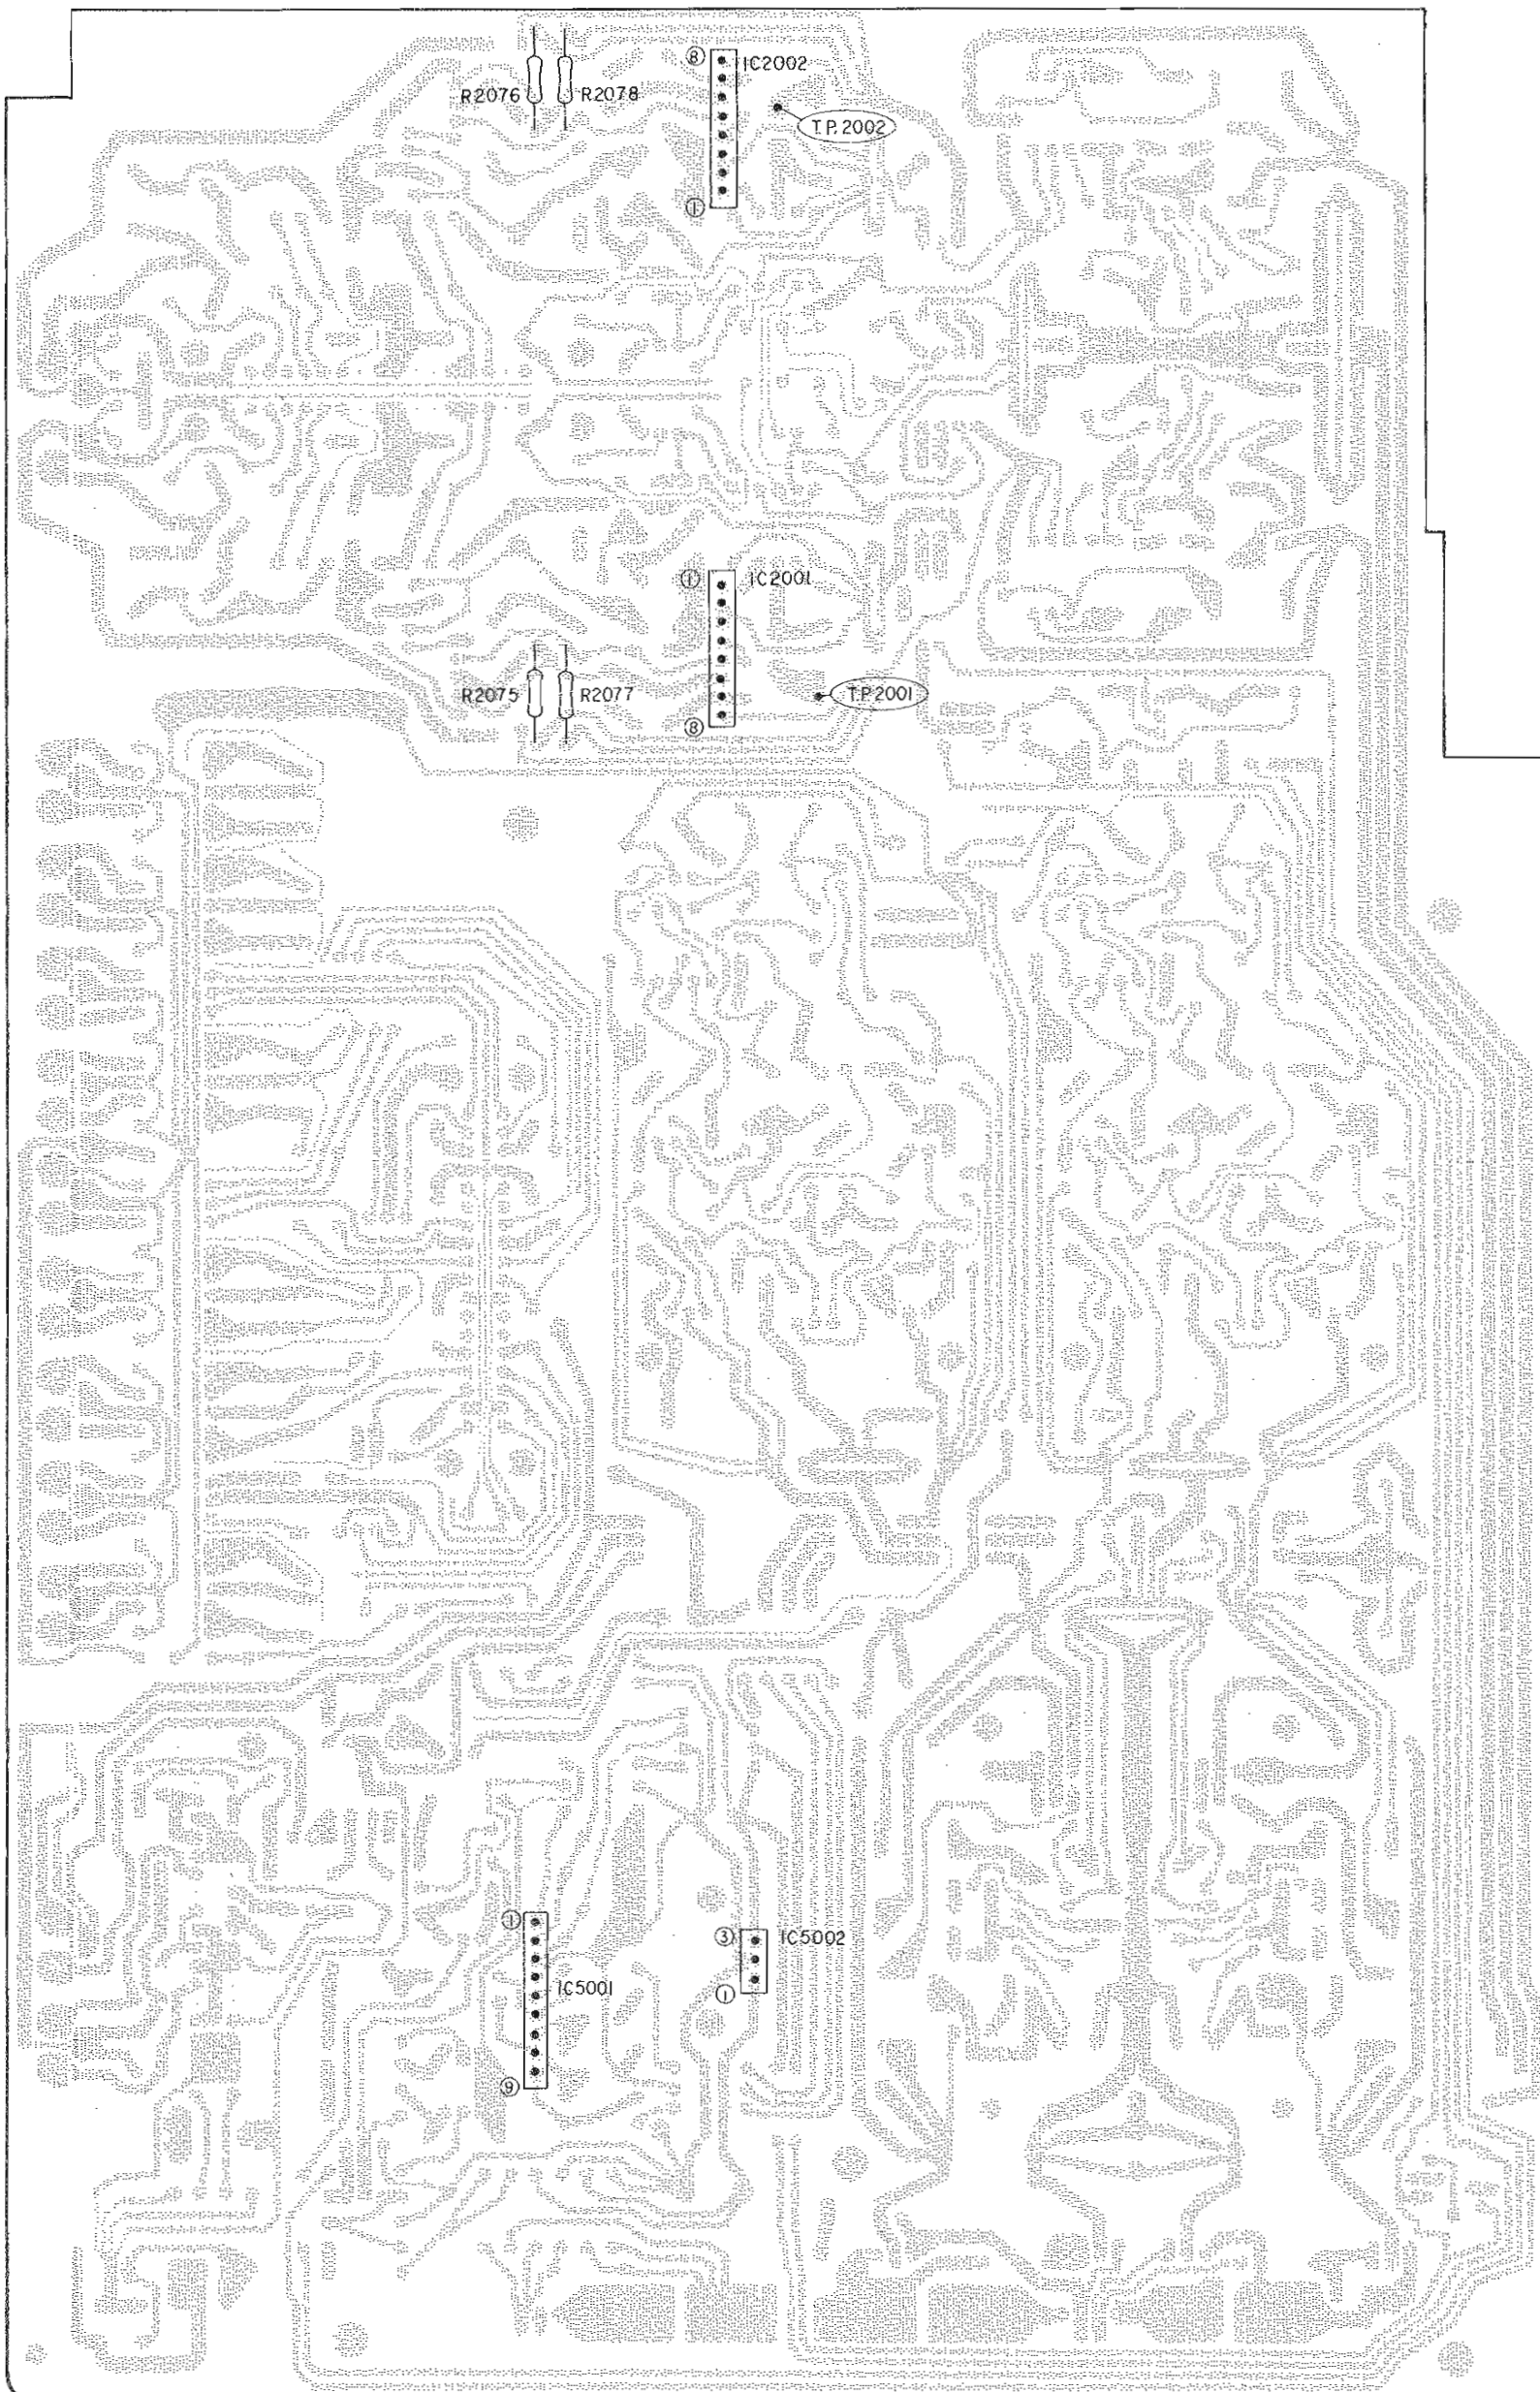 ⑧ IC2002
R2076 R2078
T.P.2002
①
① IC2001
R2075 R2077
T.P.2001
⑧
①
③ IC5002
IC5001
①
⑨